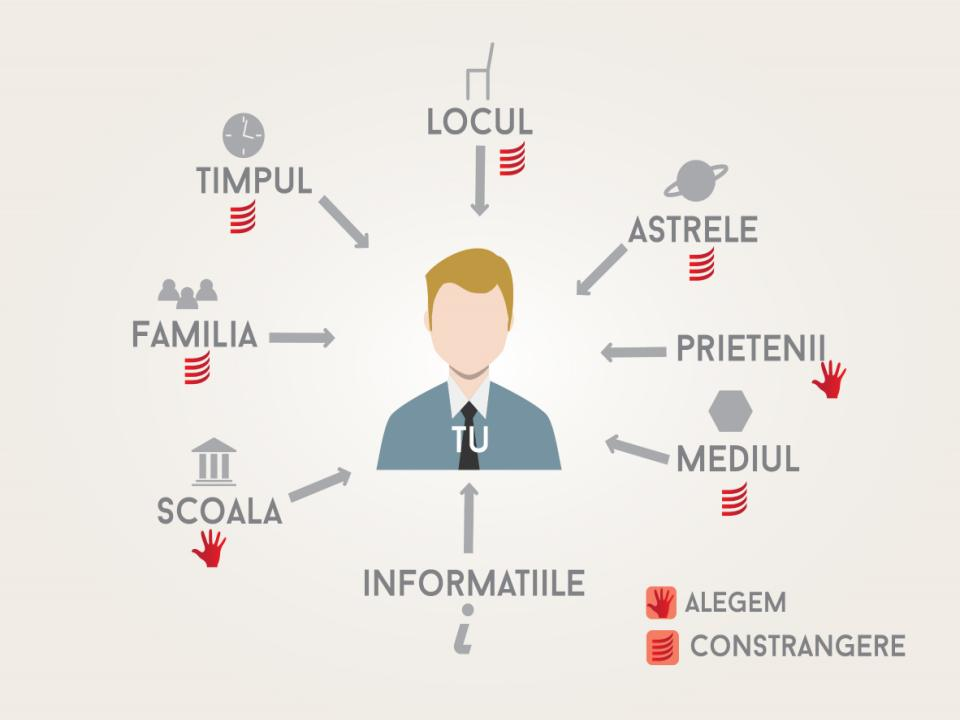 LOCUL
TIMPUL
ASTRELE
FAMILIA
PRIETENII
TU
MEDIUL
SCOALA
INFORMATIILE
i
ALEGEM
CONSTRANGERE